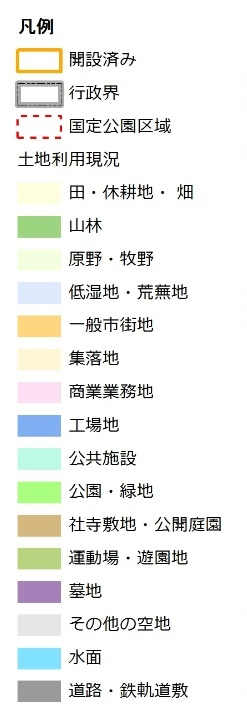 凡例
開設済み
行政界
国定公園区域
土地利用現況
田・休耕地・ 畑
山林
原野・牧野
低湿地・荒蕪地
一般市街地
集落地
商業業務地
工場地
公共施設
公園・緑地
社寺敷地・公開庭園
運動場・遊園地
墓地
その他の空地
水面
道路・鉄軌道敷